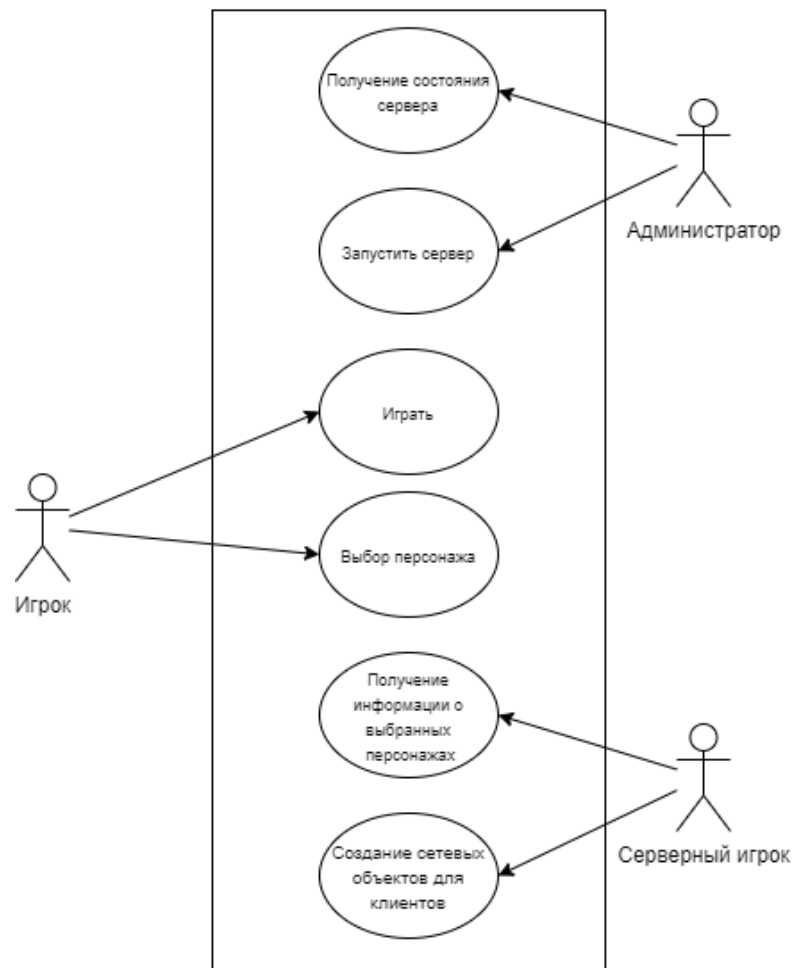 Получение состояния
сервера
Администратор
Запустить сервер
Играть
Выбор персонажа
Игрок
Получение
информации о
выбранных
персонажах
Серверный игрок
Создание сетевых
объектов для
клиентов